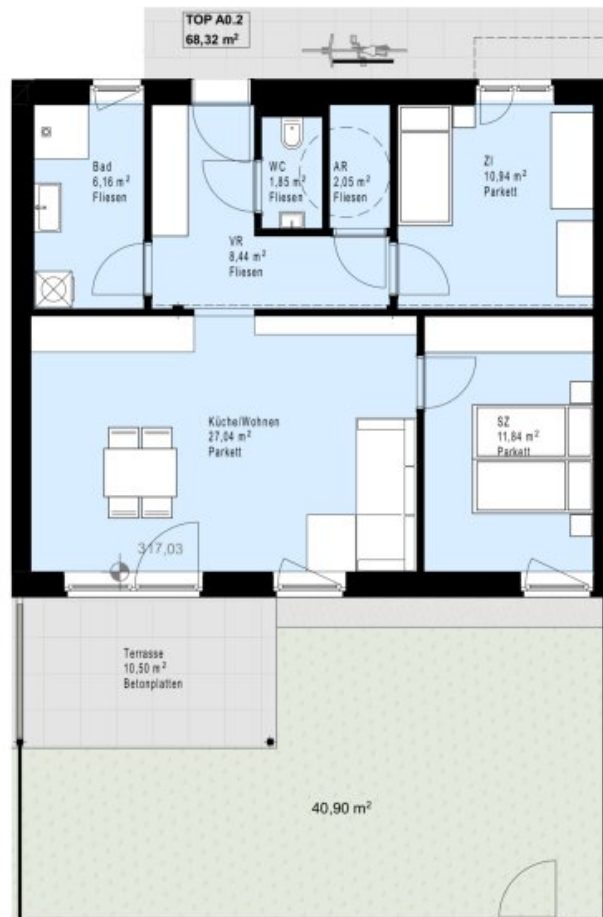 TOP A0.2
68,32 m²
Bad
6,16 m²
Fliesen
WC
1,85 m²
Fliesen
AR
2,05 m²
Fliesen
ZI
10,94 m²
Parkett
VR
8,44 m²
Fliesen
Küche/Wohnen
27,04 m²
Parkett
SZ
11,84 m²
Parkett
317,03
Terrasse
10,50 m²
Betonplatten
40,90 m²